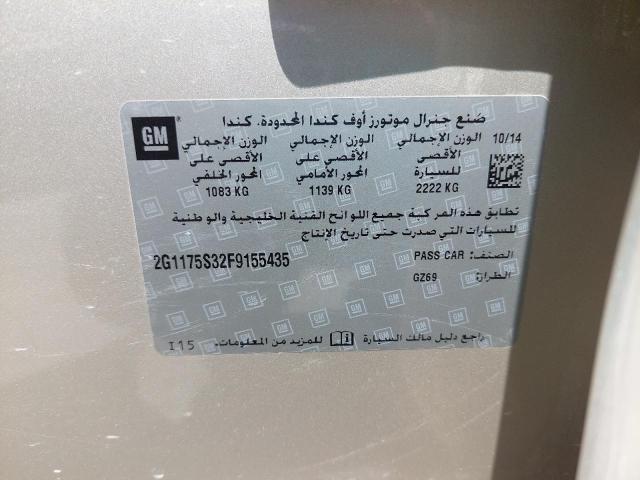 GM
صنع جنرال موتورز أوف كندا المحدودة. كندا
10/14
الوزن الإجمالي الأقصى للسيارة 2222 KG
الوزن الإجمالي الأقصى على المحور الأمامي 1139 KG
الوزن الإجمالي الأقصى على المحور الخلفي 1083 KG
تطابق هذه المركبة جميع اللوائح الفنية الخليجية والوطنية
للسيارات التي صدرت حتى تاريخ الإنتاج
الصنف: PASS CAR
2G1175S32F9155435
الطراز: GZ69
راجع دليل مالك السيارة للمزيد من المعلومات.
I15